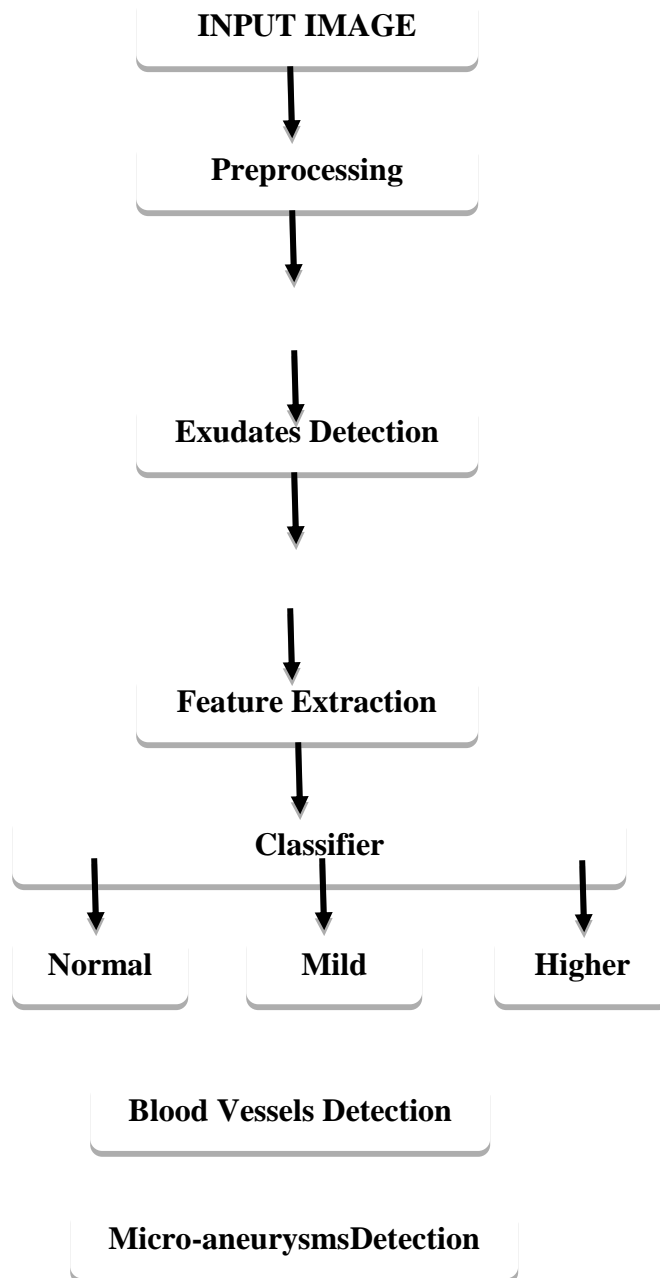 INPUT IMAGE
Preprocessing
Exudates Detection
Feature Extraction
Classifier
Normal
Mild
Higher
Blood Vessels Detection
Micro-aneurysmsDetection